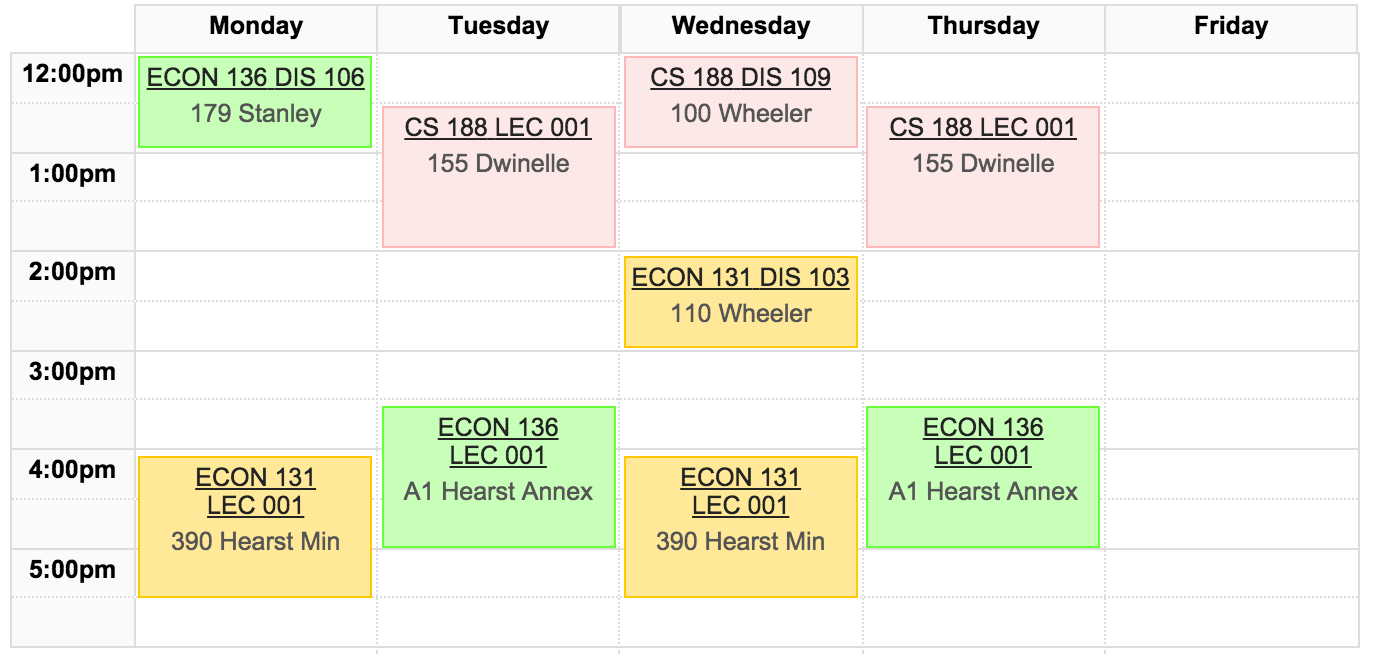 Monday Tuesday Wednesday Thursday Friday
12:00pm
ECON 136 DIS 106
179 Stanley
CS 188 DIS 109
100 Wheeler
CS 188 LEC 001
155 Dwinelle
CS 188 LEC 001
155 Dwinelle
1:00pm
2:00pm
ECON 131 DIS 103
110 Wheeler
3:00pm
ECON 136
LEC 001
A1 Hearst Annex
ECON 136
LEC 001
A1 Hearst Annex
4:00pm
ECON 131
LEC 001
390 Hearst Min
ECON 131
LEC 001
390 Hearst Min
5:00pm